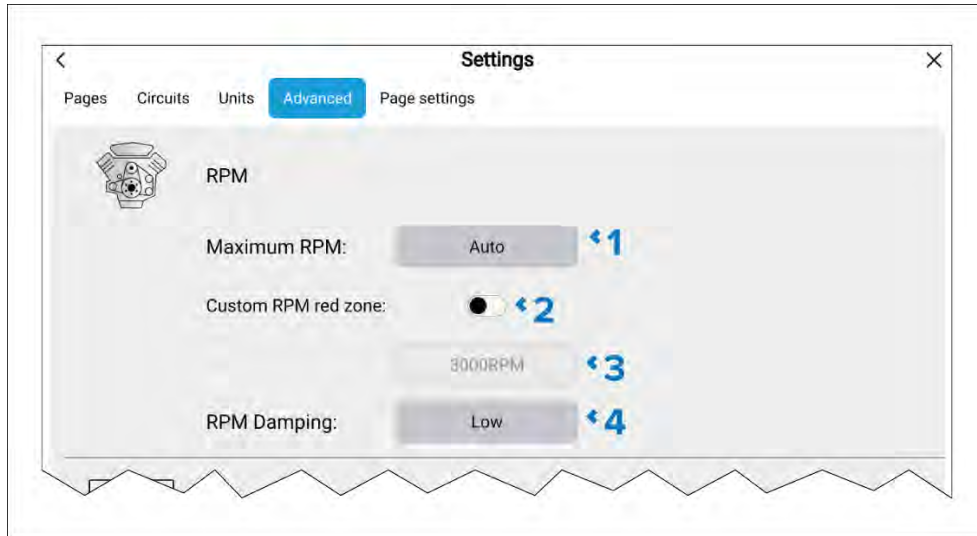 Settings
Pages Circuits Units Advanced Page settings
RPM
Maximum RPM: Auto 1
Custom RPM red zone: 2
3000RPM 3
RPM Damping: Low 4